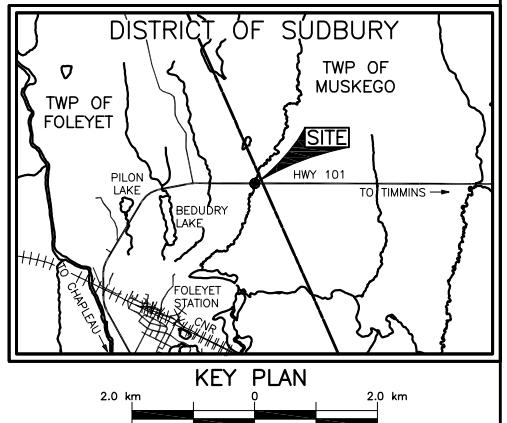 DISTRICT OF SUDBURY
TWP OF
MUSKEGO
TWP OF
FOLEYET
SITE
PILON
LAKE
HWY 101
TO TIMMINS
BEDUDRY
LAKE
FOLEYET
STATION
TO CHAPLEAU
CNR
KEY PLAN
2.0 km
0
2.0 km